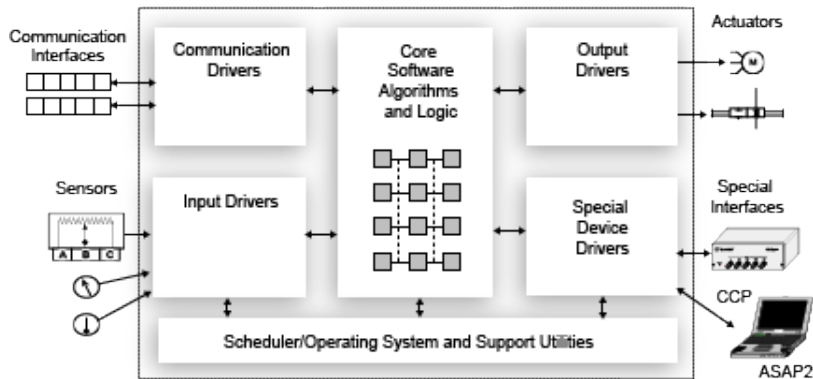 Communication
Interfaces
Communication
Drivers
Core
Software
Algorithms
and Logic
Output
Drivers
Actuators
M
Sensors
A B C
Input Drivers
Special
Device
Drivers
Special
Interfaces
CCP
ASAP2
Scheduler/Operating System and Support Utilities